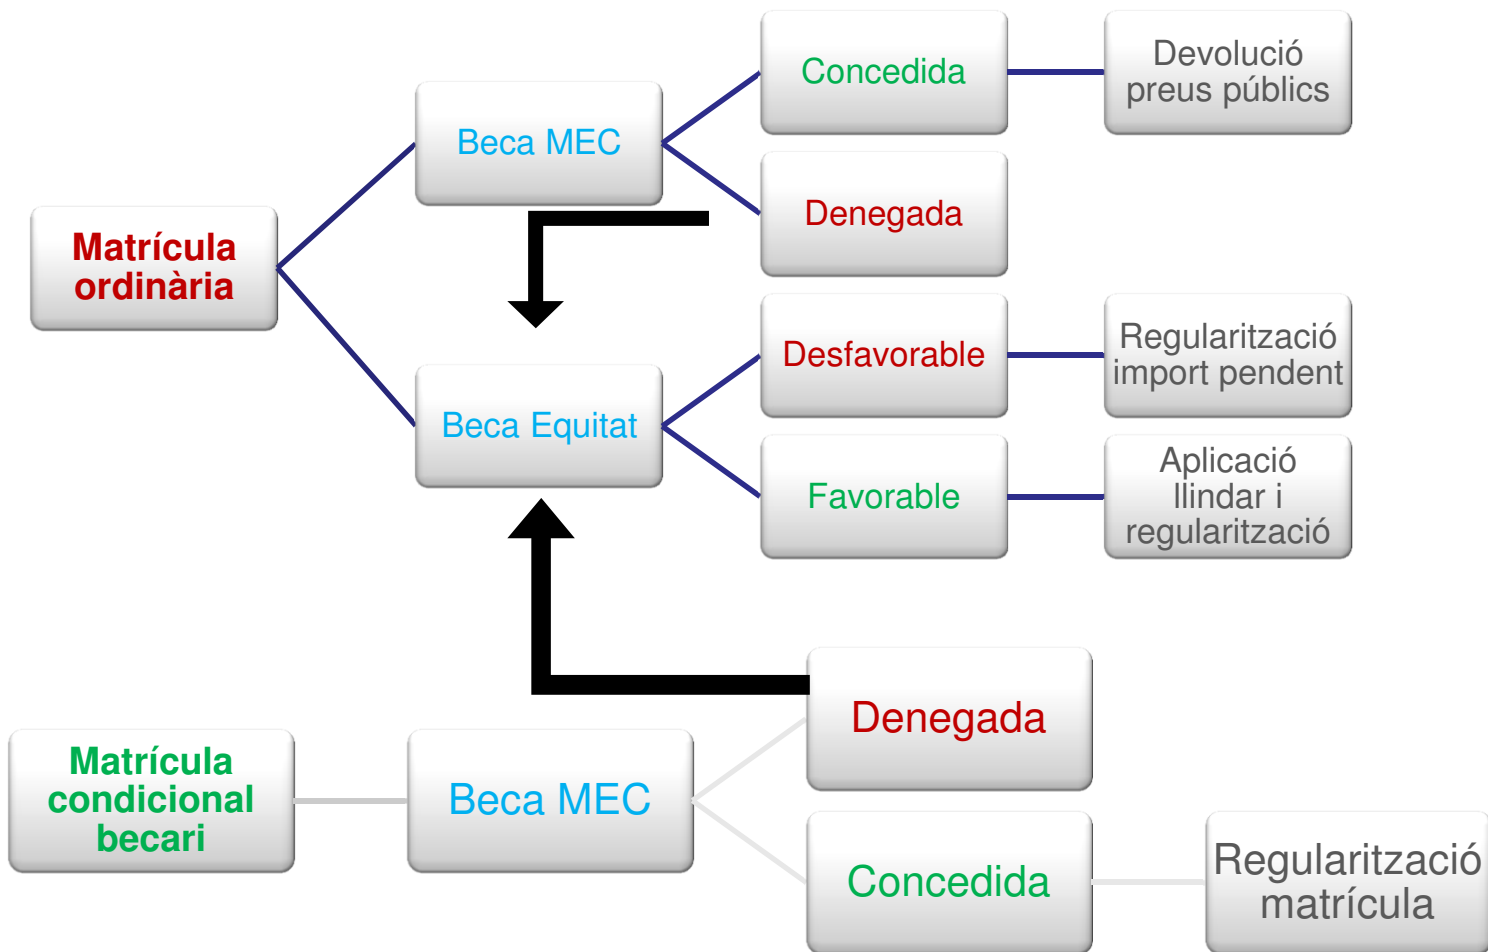 Matrícula
ordinària
Beca MEC
Concedida
Devolució
preus públics
Denegada
Beca Equitat
Desfavorable
Regularització
import pendent
Favorable
Aplicació
llindar i
regularització
Matrícula
condicional
becari
Beca MEC
Denegada
Concedida
Regularització
matrícula